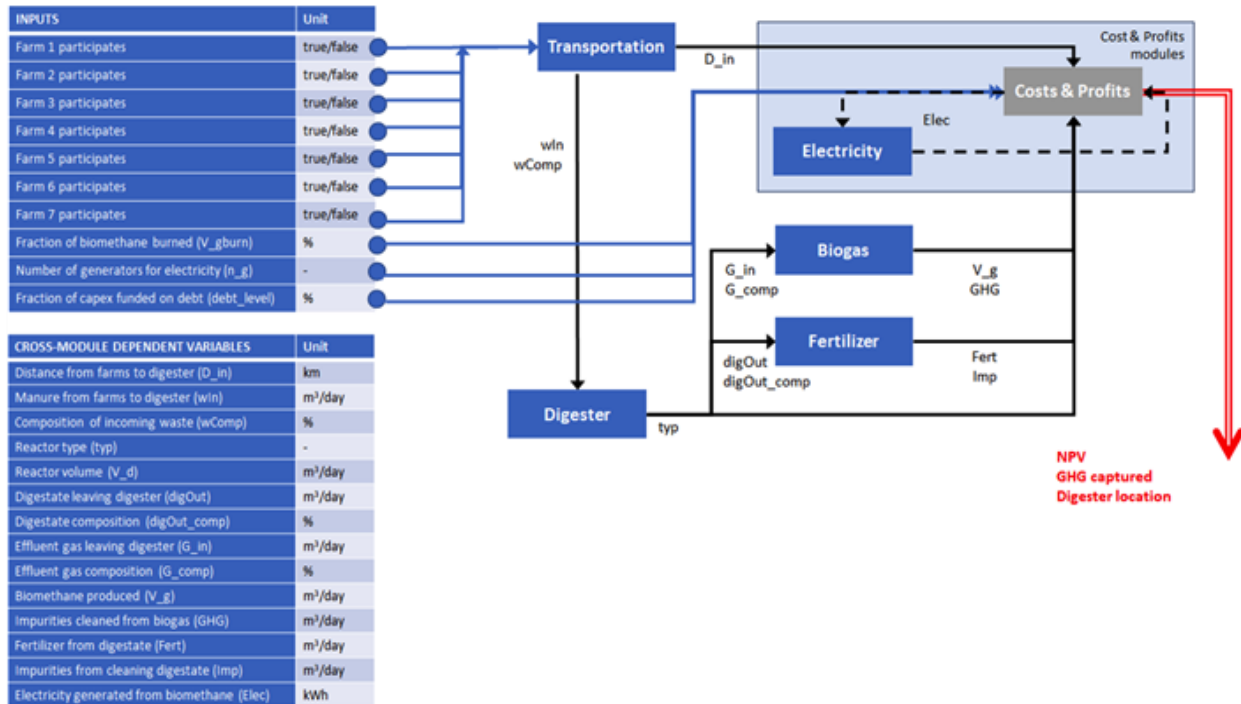 INPUTS Unit
Farm 1 participates true/false
Farm 2 participates true/false
Farm 3 participates true/false
Farm 4 participates true/false
Farm 5 participates true/false
Farm 6 participates true/false
Farm 7 participates true/false
Fraction of biomethane burned (V_gburn) %
Number of generators for electricity (n_g) -
Fraction of capex funded on debt (debt_level) %
CROSS-MODULE DEPENDENT VARIABLES Unit
Distance from farms to digester (D_in) km
Manure from farms to digester (wIn) m³/day
Composition of incoming waste (wComp) %
Reactor type (typ) -
Reactor volume (V_d) m³/day
Digestate leaving digester (digOut) m³/day
Digestate composition (digOut_comp) %
Effluent gas leaving digester (G_in) m³/day
Effluent gas composition (G_comp) %
Biomethane produced (V_g) m³/day
Impurities cleaned from biogas (GHG) m³/day
Fertilizer from digestate (Fert) m³/day
Impurities from cleaning digestate (Imp) m³/day
Electricity generated from biomethane (Elec) kWh
Transportation
D_in
Cost & Profits
modules
Costs & Profits
Elec
Electricity
wIn
wComp
Biogas
G_in
G_comp
V_g
GHG
Fertilizer
digOut
digOut_comp
Fert
Imp
Digester
typ
NPV
GHG captured
Digester location